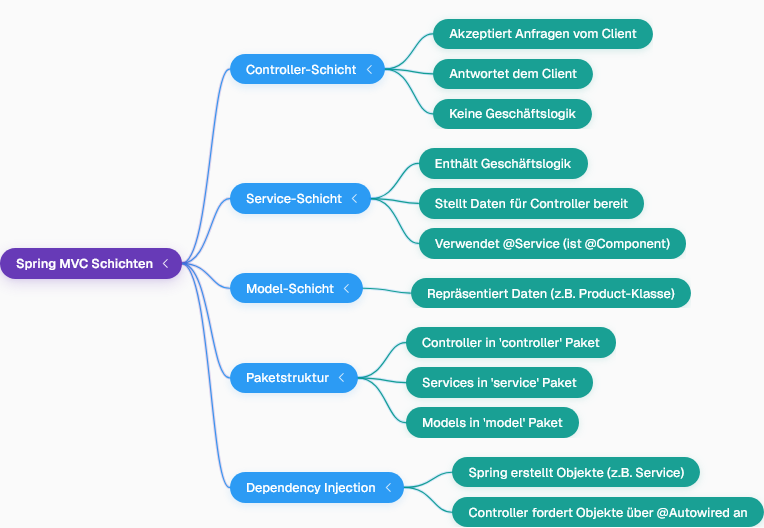 Spring MVC Schichten
Controller-Schicht
Akzeptiert Anfragen vom Client
Antwortet dem Client
Keine Geschäftslogik
Service-Schicht
Enthält Geschäftslogik
Stellt Daten für Controller bereit
Verwendet @Service (ist @Component)
Model-Schicht
Repräsentiert Daten (z.B. Product-Klasse)
Paketstruktur
Controller in 'controller' Paket
Services in 'service' Paket
Models in 'model' Paket
Dependency Injection
Spring erstellt Objekte (z.B. Service)
Controller fordert Objekte über @Autowired an